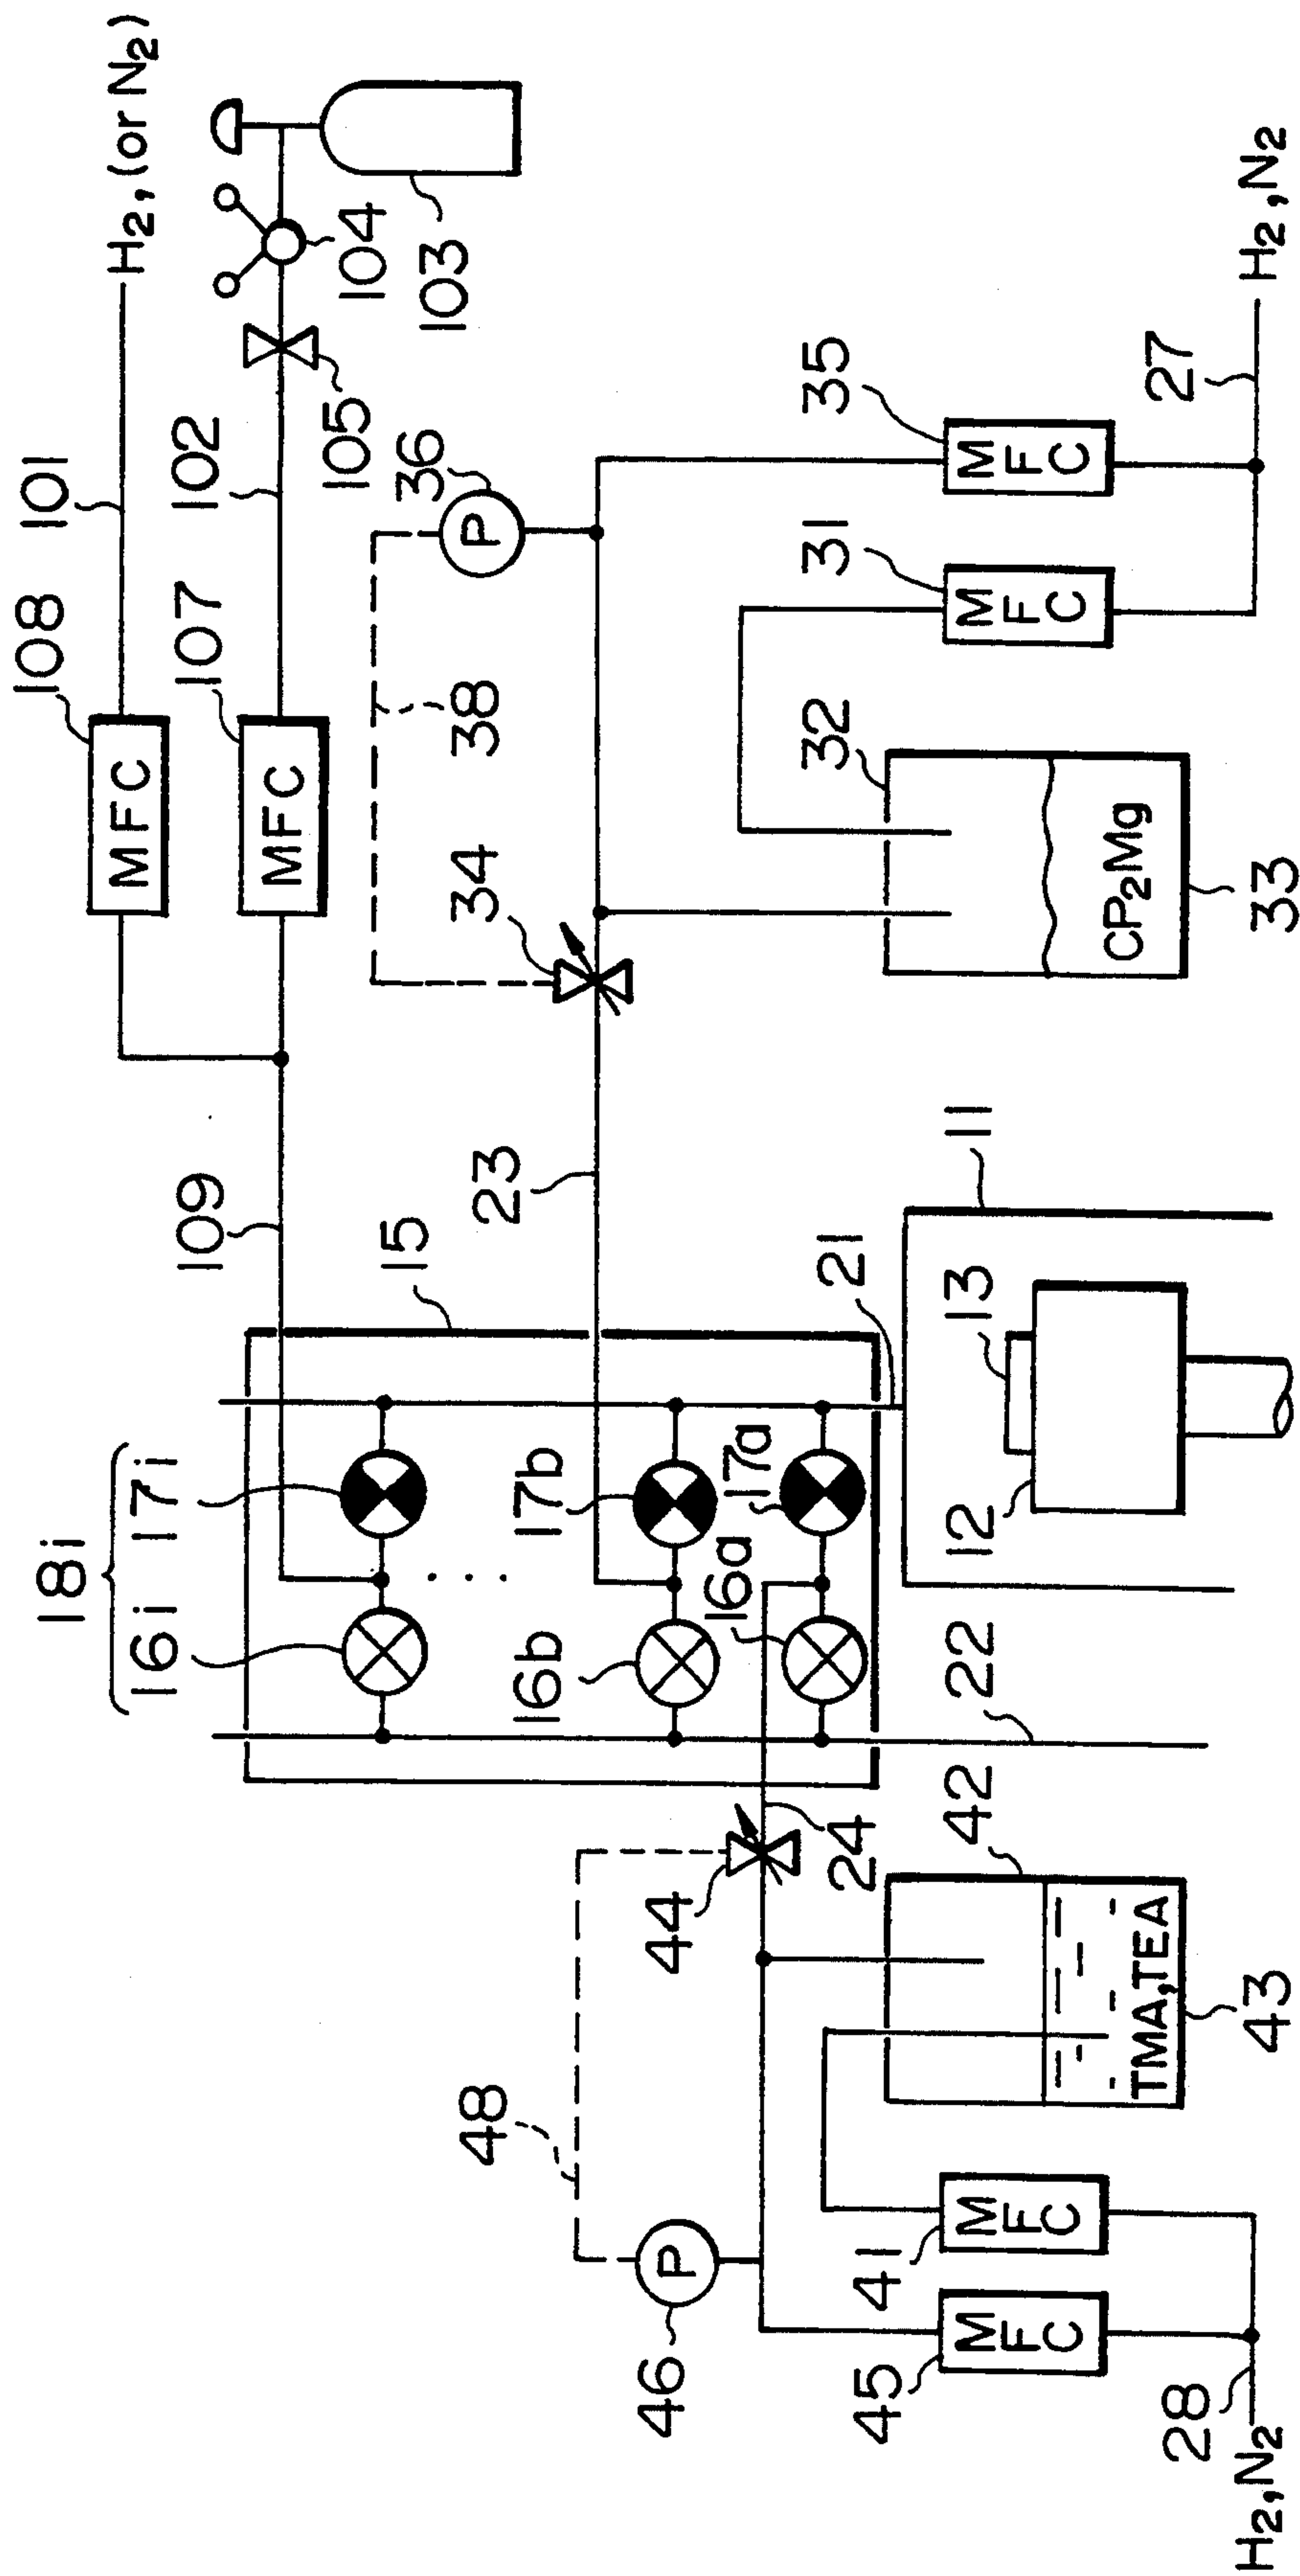 H2,(or N2)
101
108
MFC
102
107
MFC
104
103
105
109
36
P
38
34
23
35
MFC
31
MFC
27
H2,N2
32
CP2Mg
33
18i
17i
16i
15
17b
16b
17a
16a
21
11
13
12
22
24
44
48
46
P
42
TMA,TEA
43
41
MFC
45
MFC
28
H2,N2